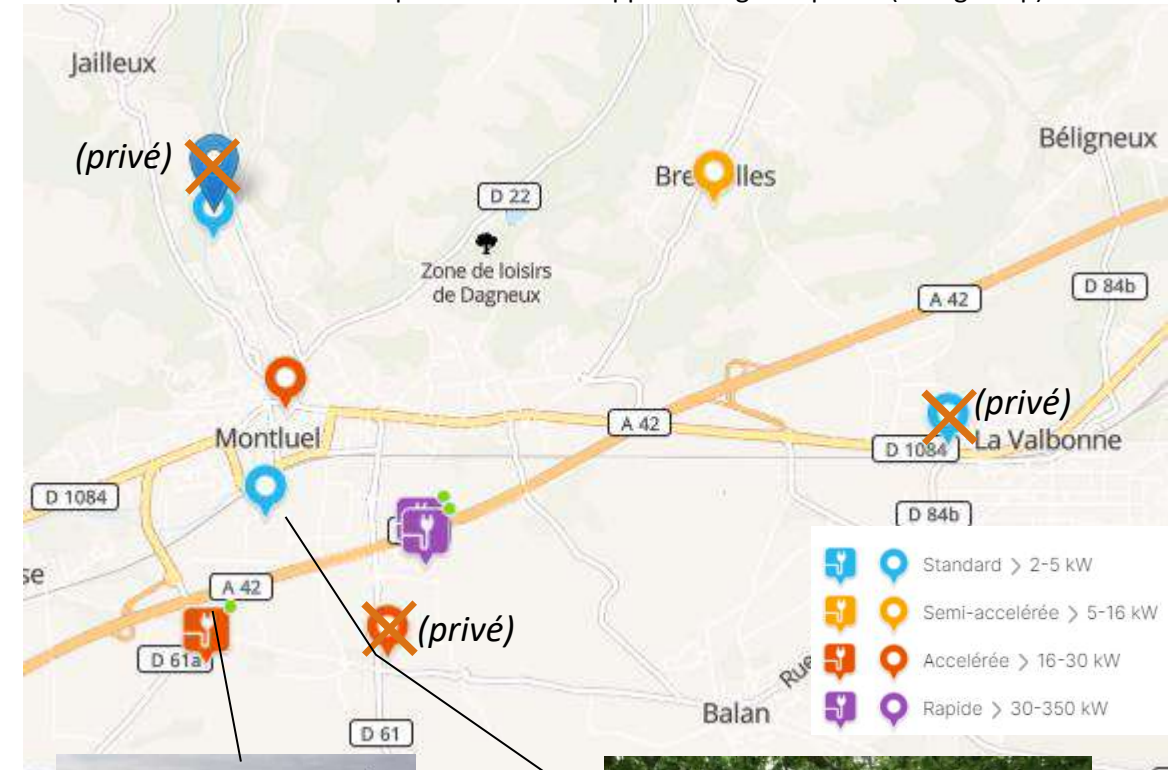 Jailleux
(privé)
Béligneux
Bre lles
D 22
Zone de loisirs
de Dagneux
D 84b
A 42
(privé)
A 42
Montluel
D 1084
La Valbonne
D 1084
D 84b
Standard > 2-5 kW
se
A 42
Semi-accelérée > 5-16 kW
(privé)
D 61a
Accelérée > 16-30 kW
Rue
Balan
Rapide > 30-350 kW
D 61